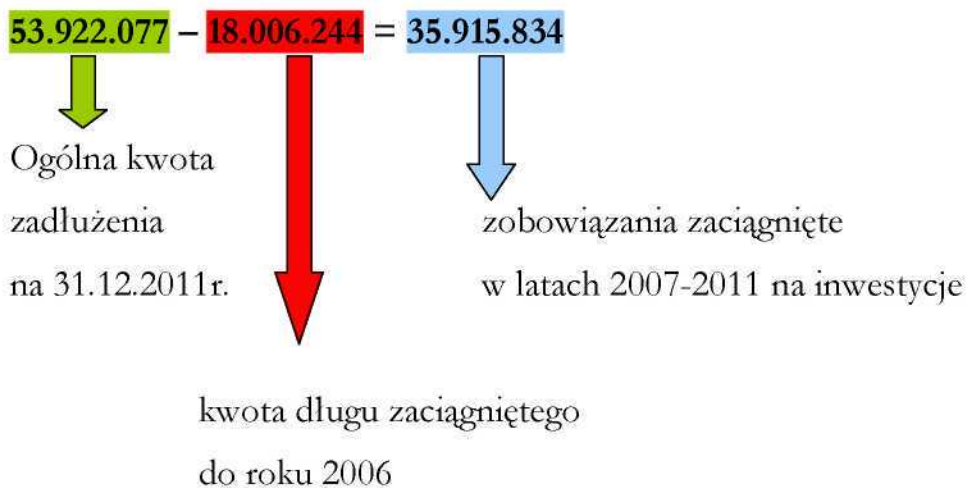 53.922.077 – 18.006.244 = 35.915.834
Ogólna kwota
zadłużenia
na 31.12.2011r.
zobowiązania zaciągnięte
w latach 2007-2011 na inwestycje
kwota długu zaciągniętego
do roku 2006